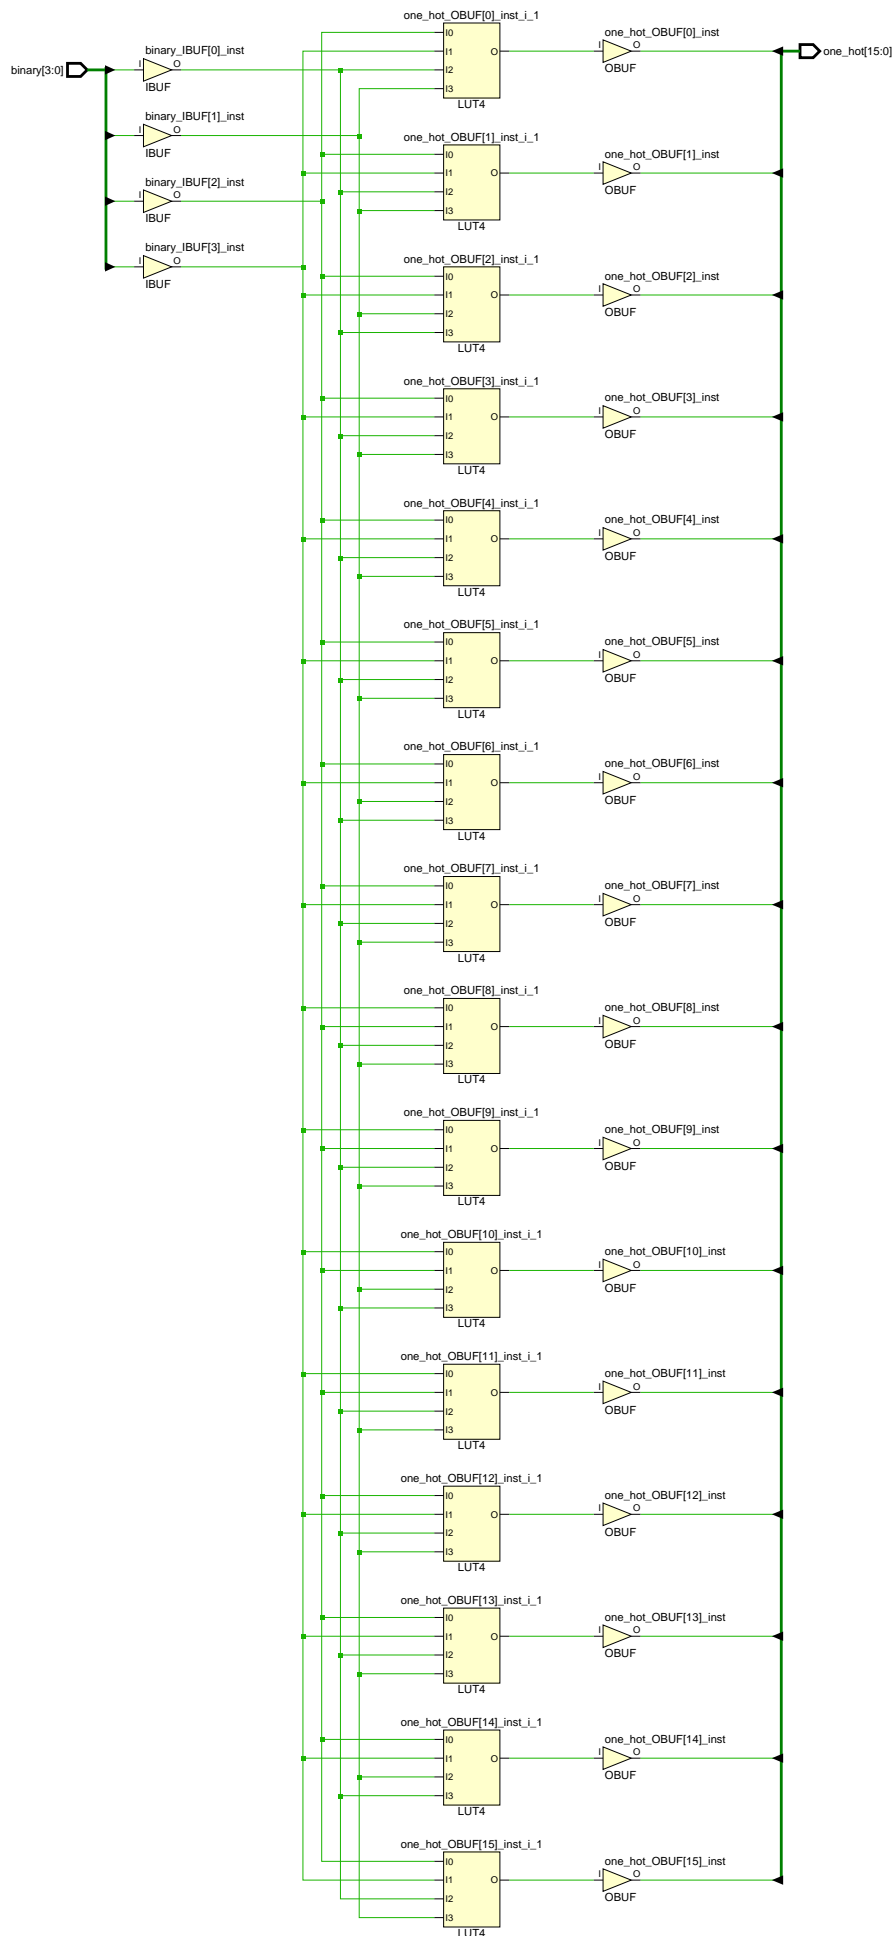 binary[3:0]
binary_IBUF[0]_inst
I
O
IBUF
binary_IBUF[1]_inst
I
O
IBUF
binary_IBUF[2]_inst
I
O
IBUF
binary_IBUF[3]_inst
I
O
IBUF
one_hot_OBUF[0]_inst_i_1
I0
I1
I2
I3
O
LUT4
one_hot_OBUF[0]_inst
I
O
OBUF
one_hot[15:0]
one_hot_OBUF[1]_inst_i_1
I0
I1
I2
I3
O
LUT4
one_hot_OBUF[1]_inst
I
O
OBUF
one_hot_OBUF[2]_inst_i_1
I0
I1
I2
I3
O
LUT4
one_hot_OBUF[2]_inst
I
O
OBUF
one_hot_OBUF[3]_inst_i_1
I0
I1
I2
I3
O
LUT4
one_hot_OBUF[3]_inst
I
O
OBUF
one_hot_OBUF[4]_inst_i_1
I0
I1
I2
I3
O
LUT4
one_hot_OBUF[4]_inst
I
O
OBUF
one_hot_OBUF[5]_inst_i_1
I0
I1
I2
I3
O
LUT4
one_hot_OBUF[5]_inst
I
O
OBUF
one_hot_OBUF[6]_inst_i_1
I0
I1
I2
I3
O
LUT4
one_hot_OBUF[6]_inst
I
O
OBUF
one_hot_OBUF[7]_inst_i_1
I0
I1
I2
I3
O
LUT4
one_hot_OBUF[7]_inst
I
O
OBUF
one_hot_OBUF[8]_inst_i_1
I0
I1
I2
I3
O
LUT4
one_hot_OBUF[8]_inst
I
O
OBUF
one_hot_OBUF[9]_inst_i_1
I0
I1
I2
I3
O
LUT4
one_hot_OBUF[9]_inst
I
O
OBUF
one_hot_OBUF[10]_inst_i_1
I0
I1
I2
I3
O
LUT4
one_hot_OBUF[10]_inst
I
O
OBUF
one_hot_OBUF[11]_inst_i_1
I0
I1
I2
I3
O
LUT4
one_hot_OBUF[11]_inst
I
O
OBUF
one_hot_OBUF[12]_inst_i_1
I0
I1
I2
I3
O
LUT4
one_hot_OBUF[12]_inst
I
O
OBUF
one_hot_OBUF[13]_inst_i_1
I0
I1
I2
I3
O
LUT4
one_hot_OBUF[13]_inst
I
O
OBUF
one_hot_OBUF[14]_inst_i_1
I0
I1
I2
I3
O
LUT4
one_hot_OBUF[14]_inst
I
O
OBUF
one_hot_OBUF[15]_inst_i_1
I0
I1
I2
I3
O
LUT4
one_hot_OBUF[15]_inst
I
O
OBUF